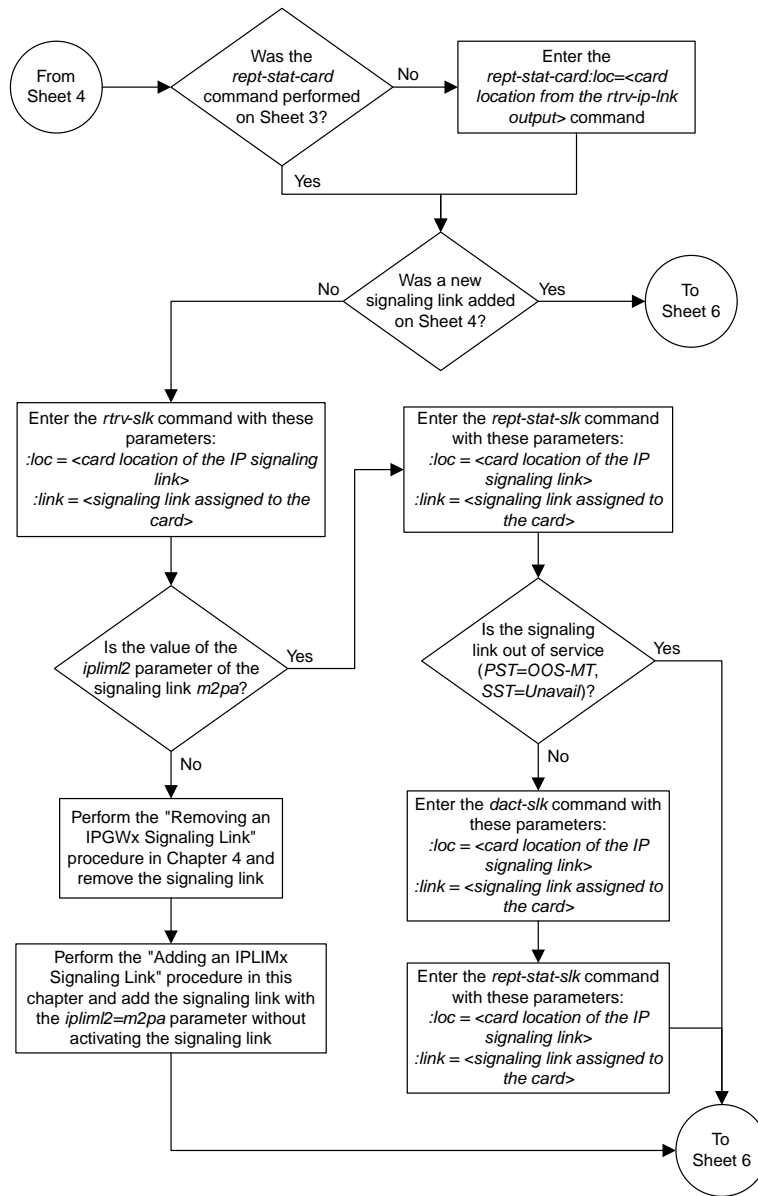 From
Sheet 4
Was the
rept-stat-card
command performed
on Sheet 3?
No
Enter the
rept-stat-card:loc=<card
location from the rtrv-ip-lnk
output> command
Yes
Was a new
signaling link added
on Sheet 4?
No
Yes
To
Sheet 6
Enter the rtrv-slk command with these
parameters:
:loc = <card location of the IP signaling
link>
:link = <signaling link assigned to the
card>
Enter the rept-stat-slk command
with these parameters:
:loc = <card location of the IP
signaling link>
:link = <signaling link assigned to
the card>
Is the value of the
ipliml2 parameter of the
signaling link m2pa?
Yes
No
Is the signaling
link out of service
(PST=OOS-MT,
SST=Unavail)?
Yes
No
Perform the "Removing an
IPGWx Signaling Link"
procedure in Chapter 4 and
remove the signaling link
Enter the dact-slk command with
these parameters:
:loc = <card location of the IP
signaling link>
:link = <signaling link assigned to
the card>
Perform the "Adding an IPLIMx
Signaling Link" procedure in this
chapter and add the signaling link with
the ipliml2=m2pa parameter without
activating the signaling link
Enter the rept-stat-slk command
with these parameters:
:loc = <card location of the IP
signaling link>
:link = <signaling link assigned to
the card>
To
Sheet 6